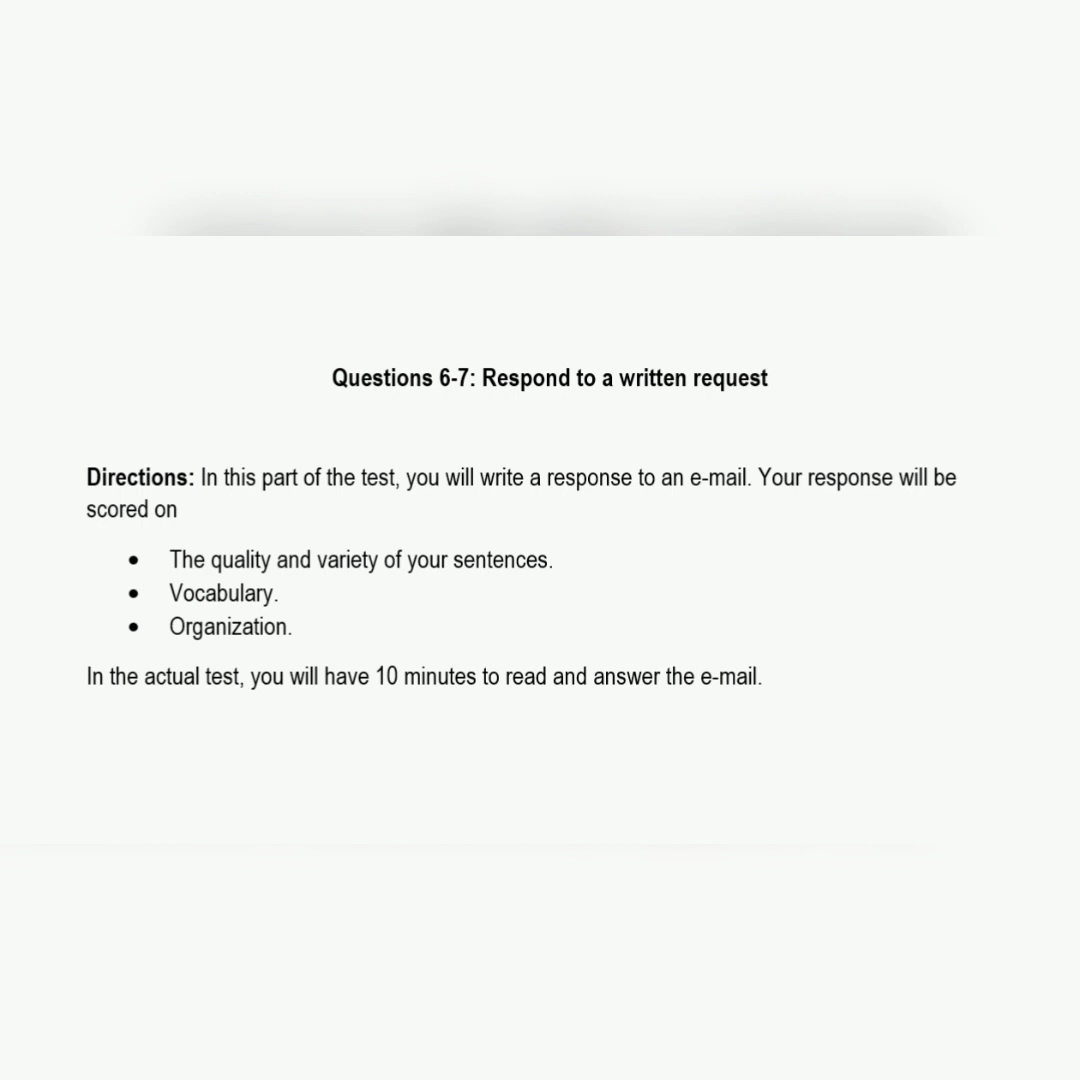 Questions 6-7: Respond to a written request
Directions: In this part of the test, you will write a response to an e-mail. Your response will be
scored on
• The quality and variety of your sentences.
• Vocabulary.
• Organization.
In the actual test, you will have 10 minutes to read and answer the e-mail.